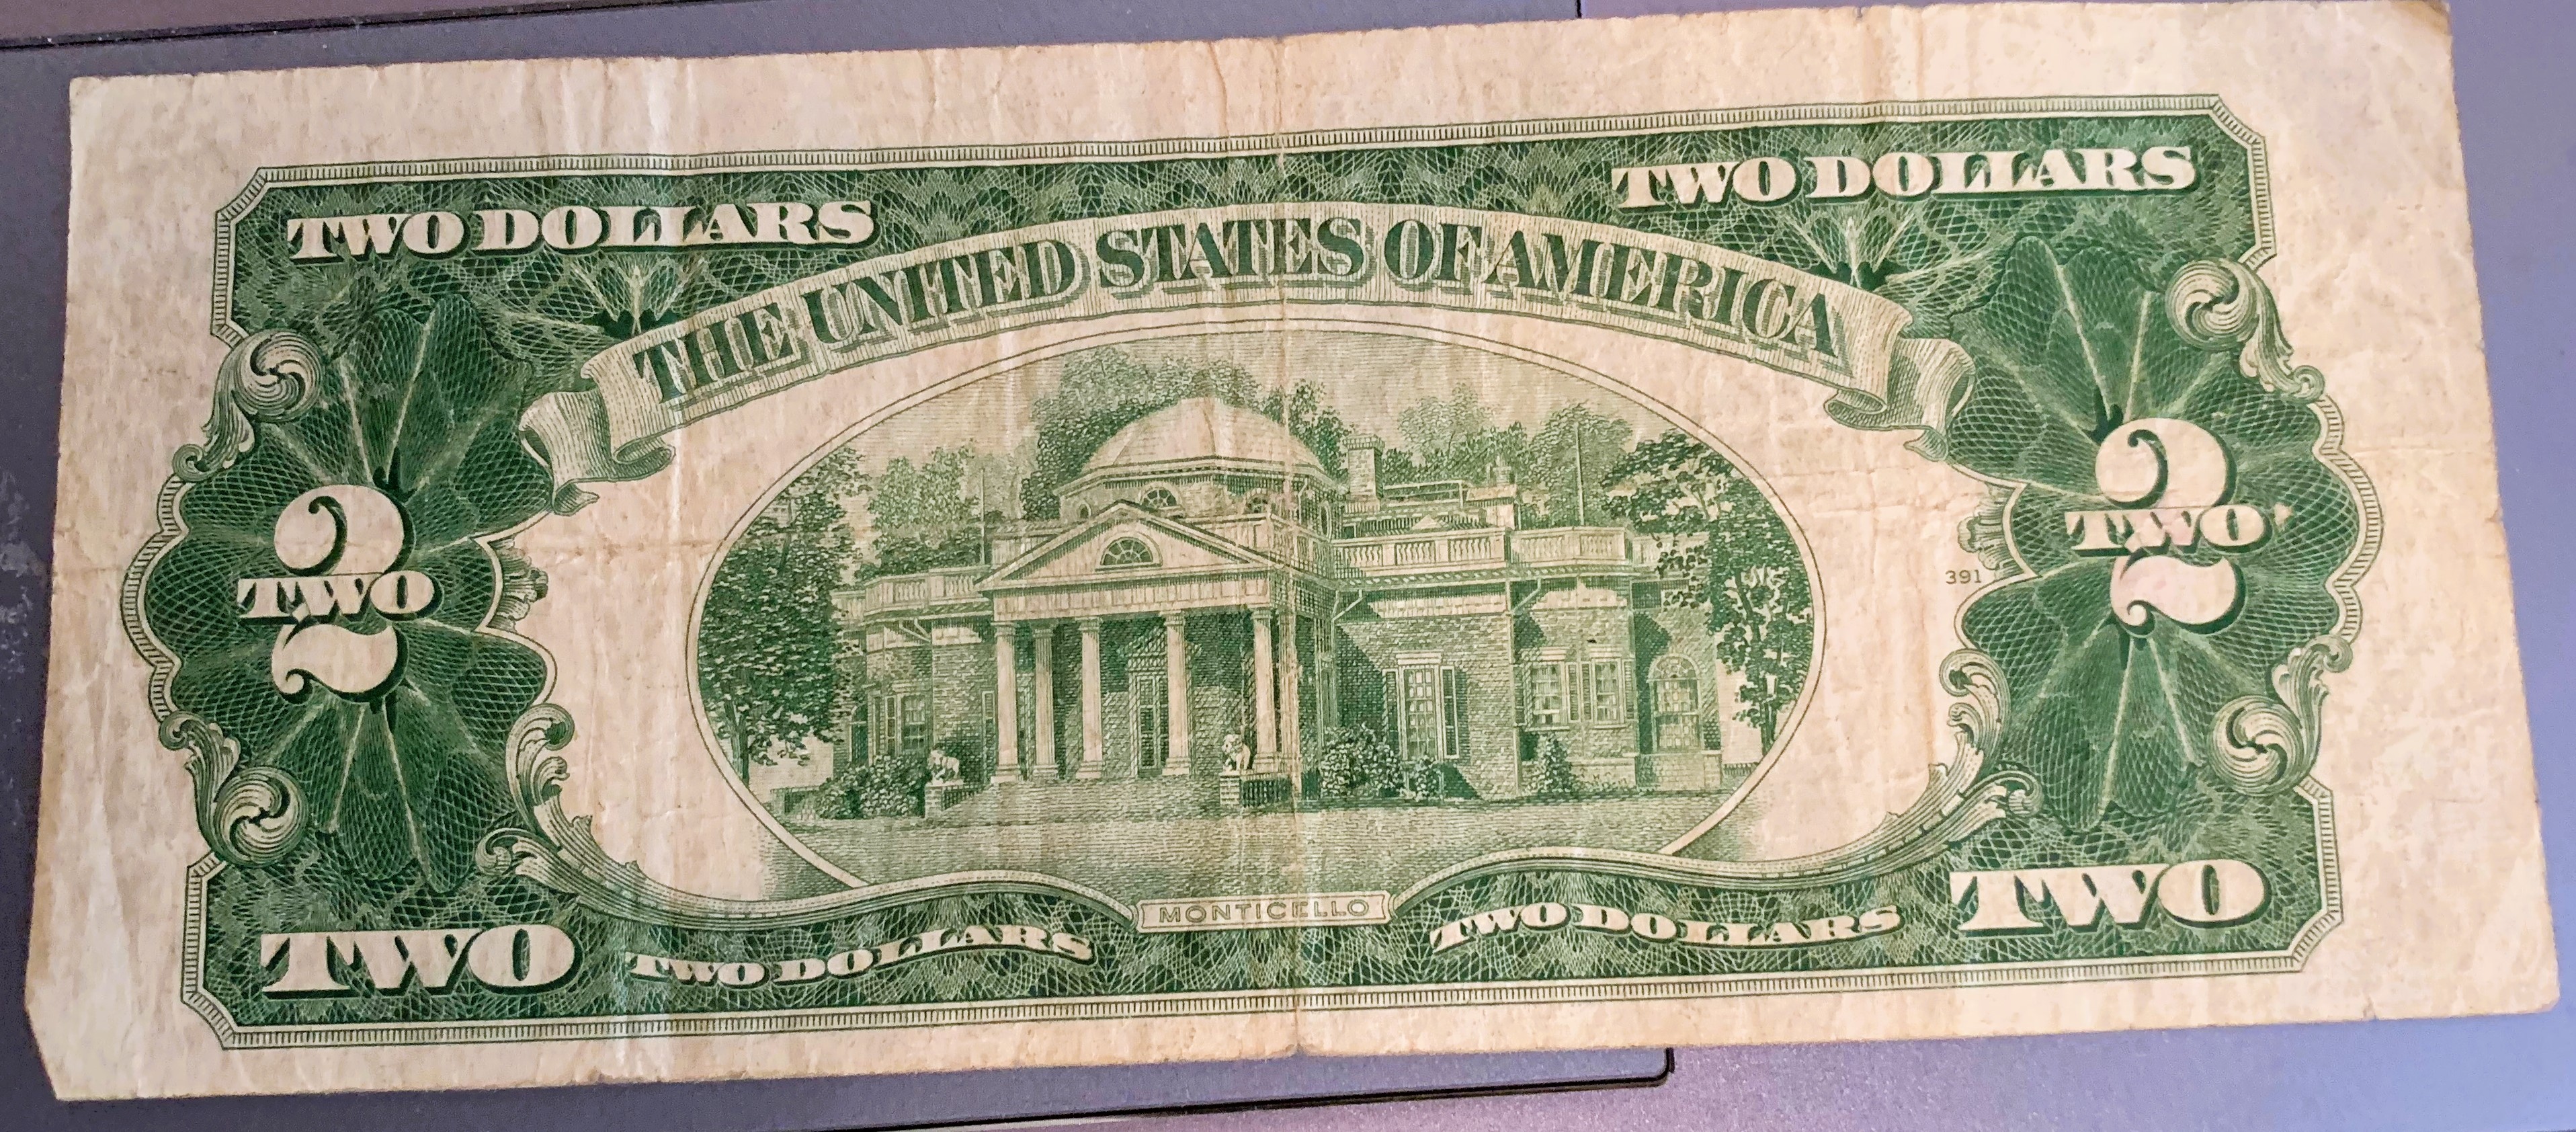 TWO DOLLARS
TWO DOLLARS
THE UNITED STATES OF AMERICA
2
TWO
2
TWO
391
MONTICELLO
TWO
TWO DOLLARS
TWO DOLLARS
TWO